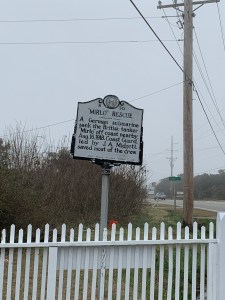 "MIRLO" RESCUE
A German submarine
sank the British tanker
"Mirlo" off coast nearby
Aug. 16, 1918. Coast Guard,
led by J. A. Midgett,
saved most of the crew.